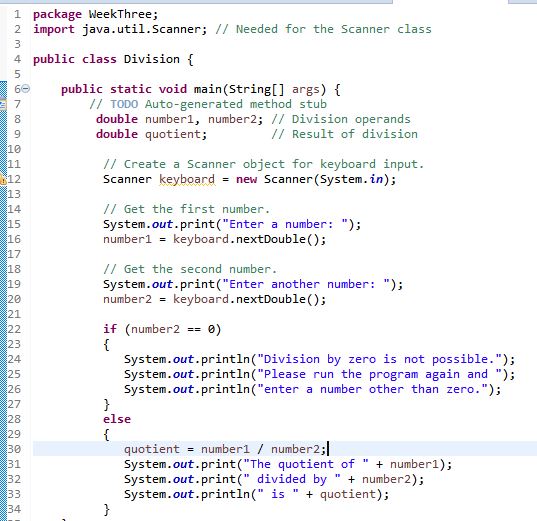 1 package WeekThree;
2 import java.util.Scanner; // Needed for the Scanner class
3
4 public class Division {
5
6 public static void main(String[] args) {
7 // TODO Auto-generated method stub
8 double number1, number2; // Division operands
9 double quotient; // Result of division
10
11 // Create a Scanner object for keyboard input.
12 Scanner keyboard = new Scanner(System.in);
13
14 // Get the first number.
15 System.out.print("Enter a number: ");
16 number1 = keyboard.nextDouble();
17
18 // Get the second number.
19 System.out.print("Enter another number: ");
20 number2 = keyboard.nextDouble();
21
22 if (number2 == 0)
23 {
24 System.out.println("Division by zero is not possible.");
25 System.out.println("Please run the program again and ");
26 System.out.println("enter a number other than zero.");
27 }
28 else
29 {
30 quotient = number1 / number2;
31 System.out.print("The quotient of " + number1);
32 System.out.print(" divided by " + number2);
33 System.out.println(" is " + quotient);
34 }